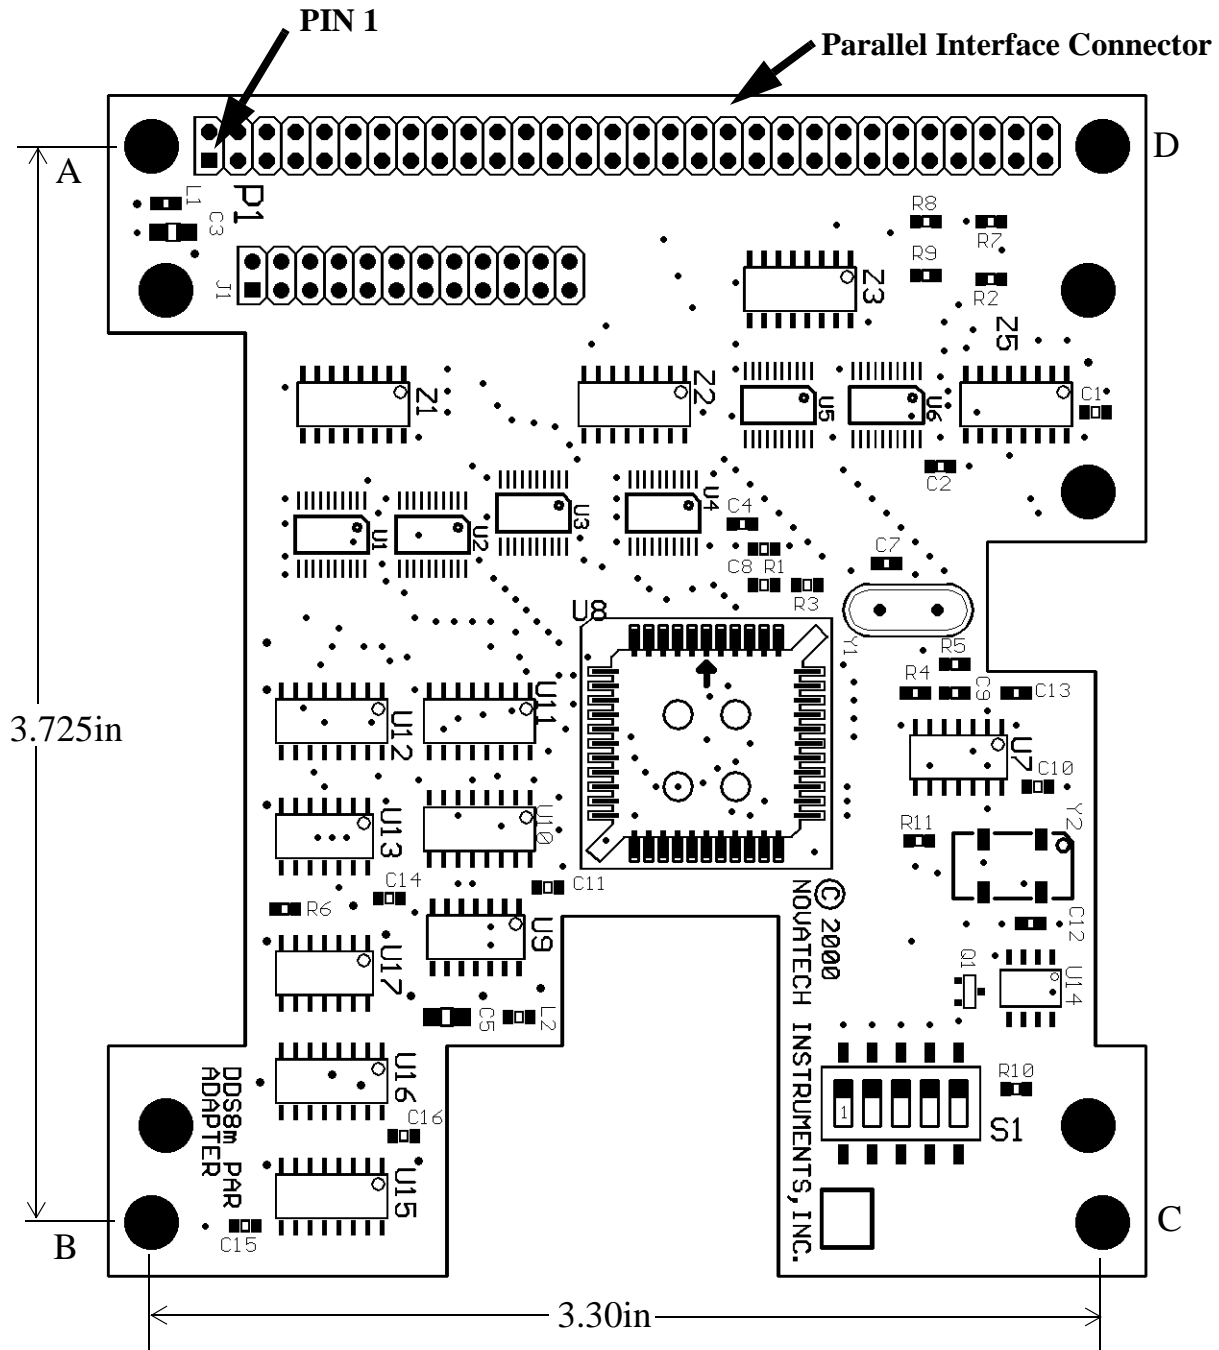 PIN 1
Parallel Interface Connector
A
D
L1
C3
P1
J1
R8
R7
R9
R2
Z3
Z5
Z1
Z2
U5
U6
C1
C2
U1
U2
U3
U4
C4
C7
C8
R1
R3
U8
Y1
R5
R4
C9
C13
3.725in
U12
U11
U7
C10
U13
U10
R11
Y2
C14
C11
R6
U9
C12
U17
Q1
U14
C5
L2
© 2000
NOVATECH INSTRUMENTS, INC.
U16
C16
R10
1
S1
DDS8m PAR
ADAPTER
U15
C15
B
C
3.30in